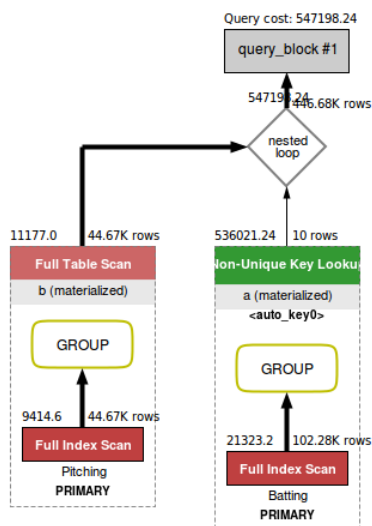 Query cost: 547198.24
query_block #1
547198.24
446.68K rows
nested
loop
11177.0 44.67K rows
536021.24 10 rows
Full Table Scan
Non-Unique Key Lookup
b (materialized)
a (materialized)
<auto_key0>
GROUP
GROUP
9414.6 44.67K rows
21323.2 102.28K rows
Full Index Scan
Full Index Scan
Pitching
PRIMARY
Batting
PRIMARY